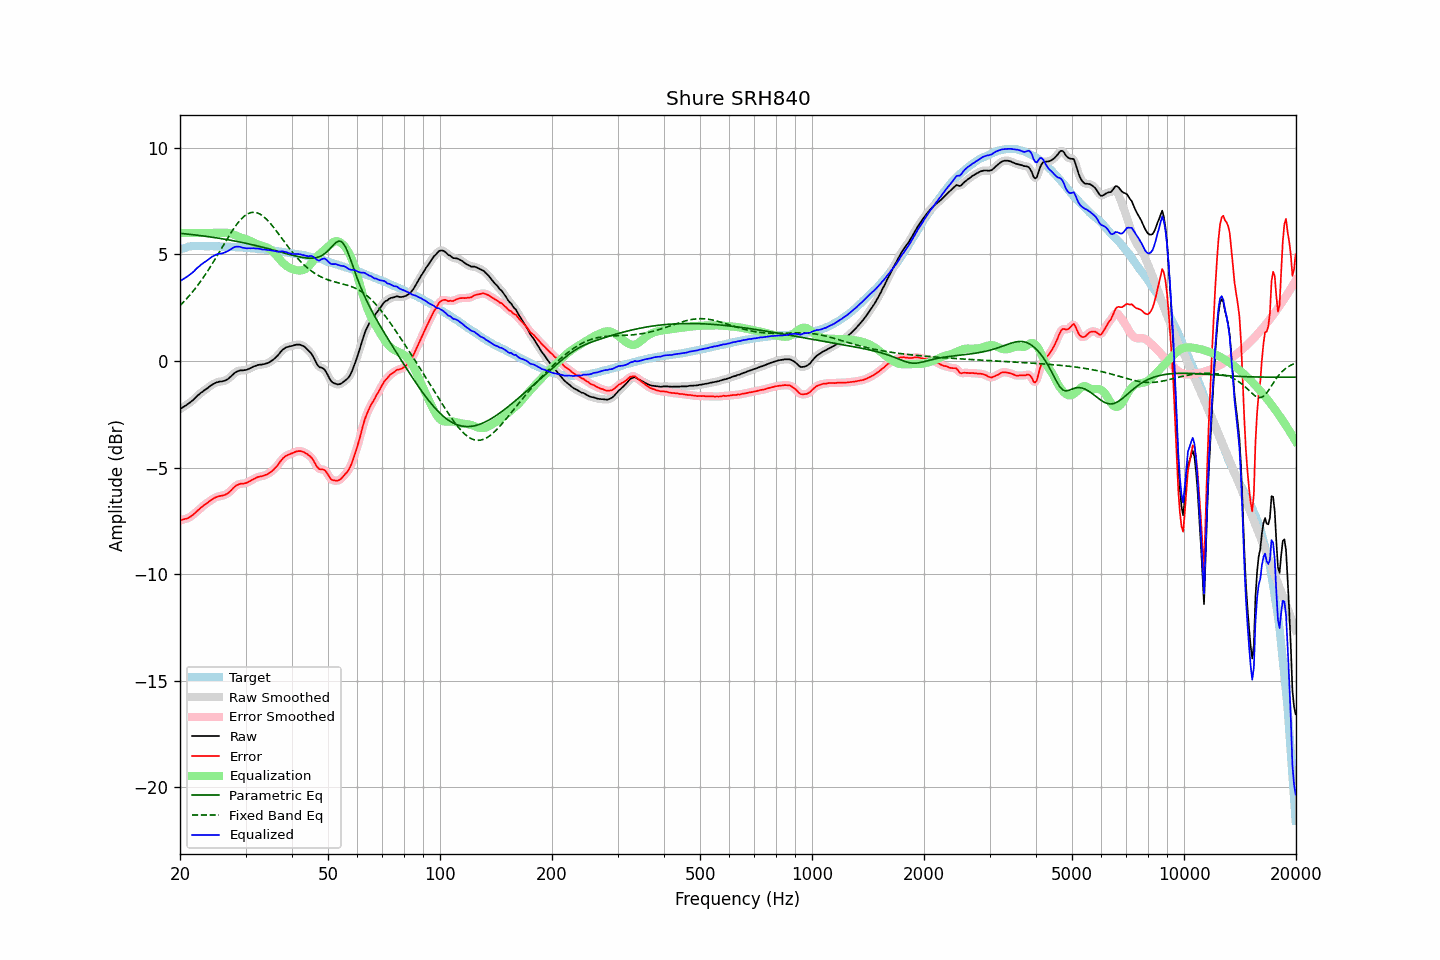 Shure SRH840
Amplitude (dBr)
10
5
0
−5
−10
−15
−20
Target
Raw Smoothed
Error Smoothed
Raw
Error
Equalization
Parametric Eq
Fixed Band Eq
Equalized
20 50 100 200 500 1000 2000 5000 10000 20000
Frequency (Hz)